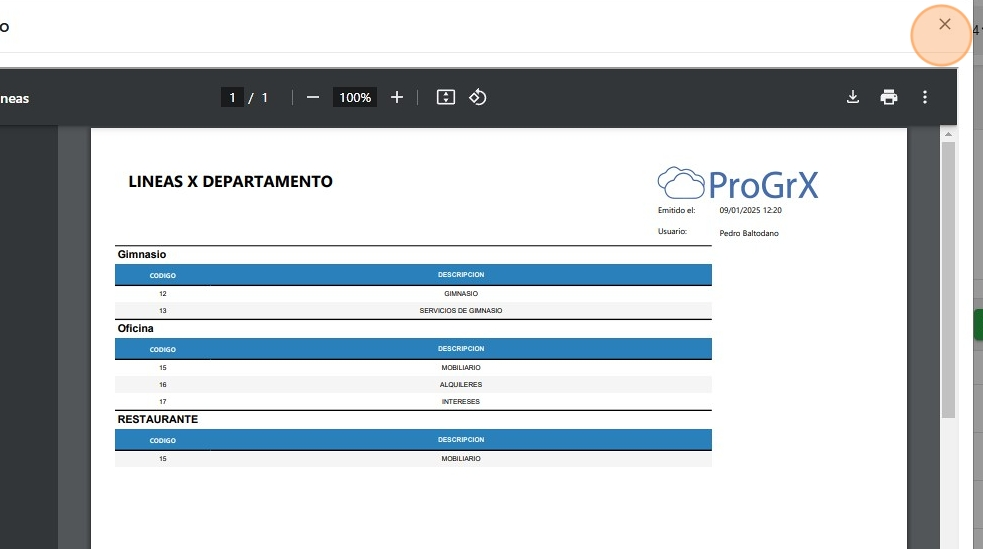 o
neas
1 / 1
100%
LINEAS X DEPARTAMENTO
ProGrX
Emitido el: 09/01/2025 12:20
Usuario: Pedro Baltodano
Gimnasio
CODIGO DESCRIPCION
12 GIMNASIO
13 SERVICIOS DE GIMNASIO
Oficina
CODIGO DESCRIPCION
15 MOBILIARIO
16 ALQUILERES
17 INTERESES
RESTAURANTE
CODIGO DESCRIPCION
15 MOBILIARIO